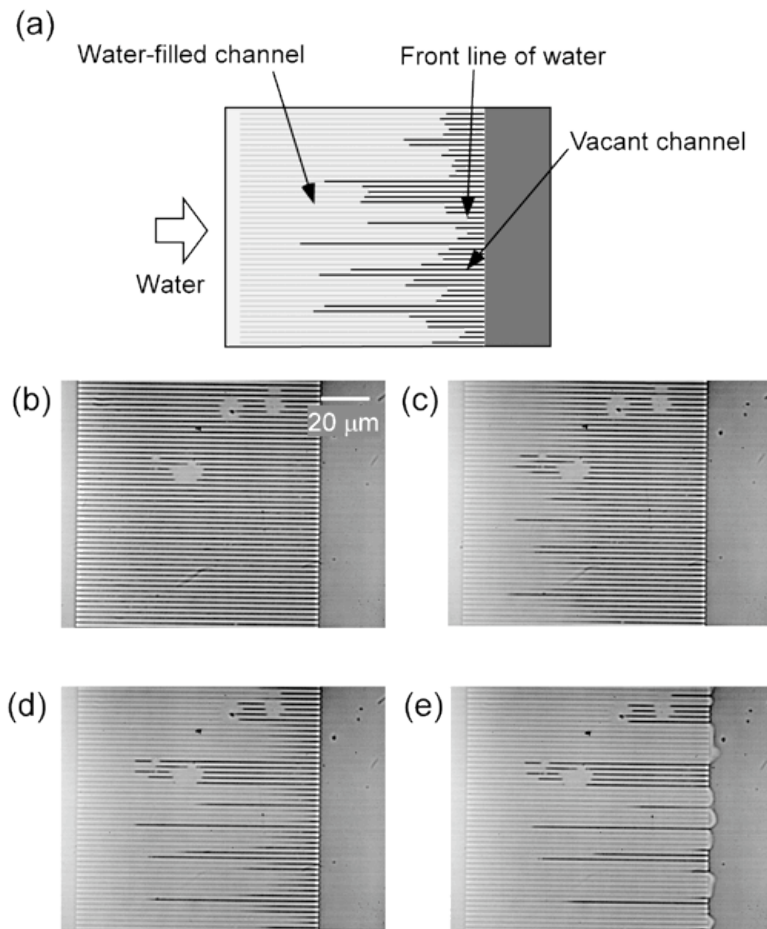 (a)
Water-filled channel
Front line of water
Vacant channel
Water
(b)
20 μm
(c)
(d)
(e)